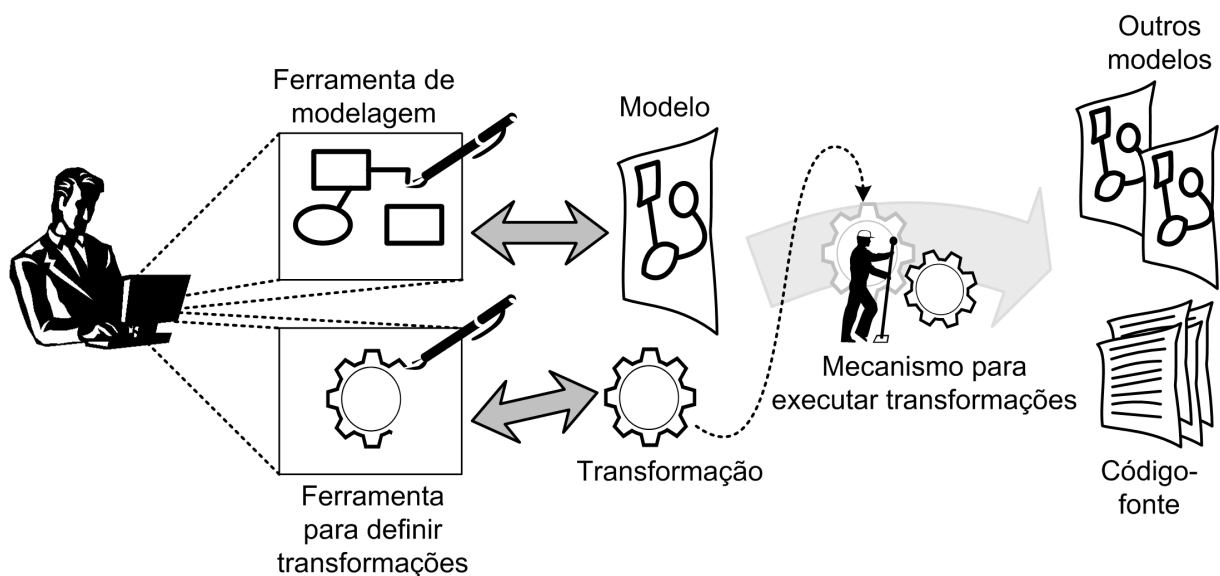 Ferramenta de
modelagem
Modelo
Outros
modelos
Mecanismo para
executar transformações
Transformação
Ferramenta
para definir
transformações
Código-
fonte